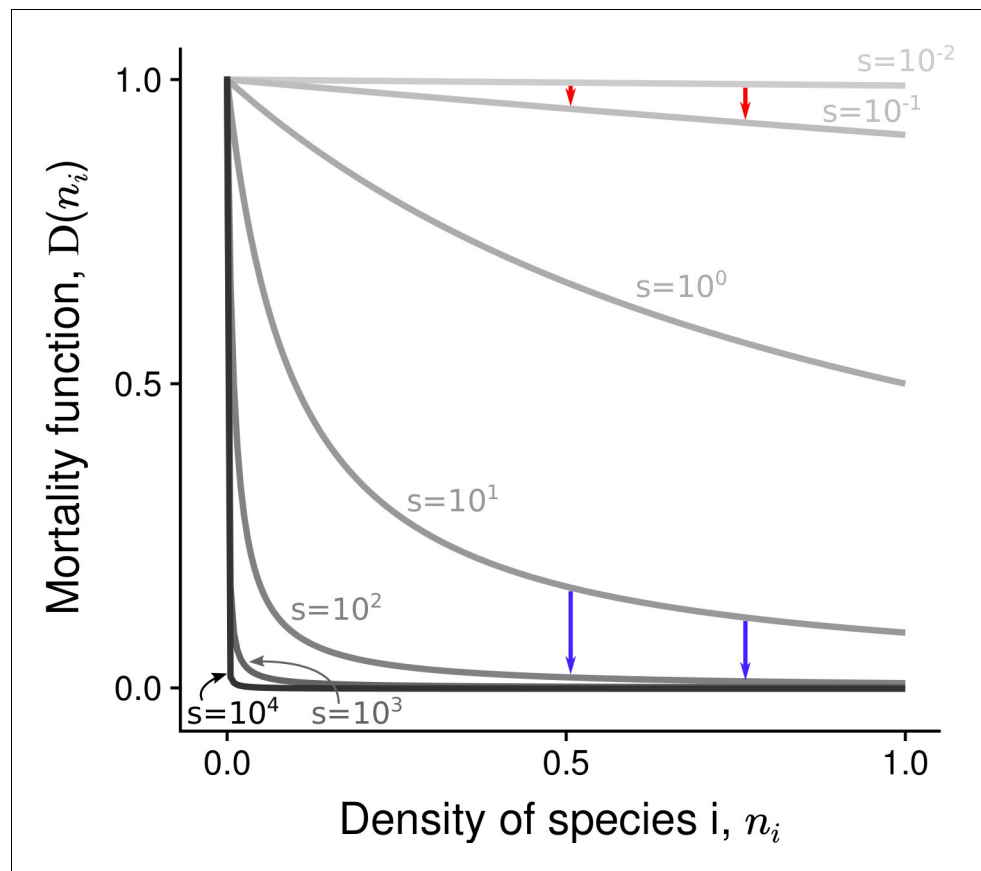 s=10⁻²
1.0
s=10⁻¹
Mortality function, D(nᵢ)
s=10⁰
0.5
s=10¹
s=10²
0.0
s=10⁴ s=10³
0.0 0.5 1.0
Density of species i, nᵢ